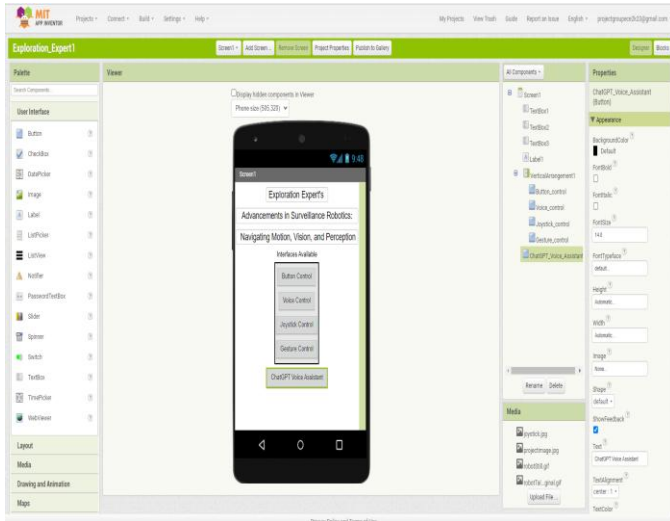 MIT
APP INVENTOR
Projects
Connect
Build
Settings
Help
My Projects
View Trash
Guide
Report an Issue
English
Exploration_Expert1
Screen1
Add Screen ...
Remove Screen
Project Properties
Publish to Gallery
Designer
Blocks
Palette
Search Components...
User Interface
Button
CheckBox
DatePicker
Image
Label
ListPicker
ListView
Notifier
PasswordTextBox
Slider
Spinner
Switch
TextBox
TimePicker
WebViewer
Layout
Media
Drawing and Animation
Maps
Viewer
Display hidden components in Viewer
Phone size (505,320)
9:48
Screen1
Exploration Expert's
Advancements in Surveillance Robotics:
Navigating Motion, Vision, and Perception
Interfaces Available
Button Control
Voice Control
Joystick Control
Gesture Control
ChatGPT Voice Assistant
All Components
Screen1
TextBox1
TextBox2
TextBox3
Label1
VerticalArrangement1
Button_control
Voice_control
Joystick_control
Gesture_control
ChatGPT_Voice_Assistant
Rename
Delete
Media
joystick.jpg
projectimage.jpg
Upload File ...
Properties
ChatGPT_Voice_Assistant
(Button)
Appearance
BackgroundColor
Default
FontBold
FontItalic
FontSize
14.0
FontTypeface
default
Height
Automatic...
Width
Automatic...
Image
None...
Shape
default
ShowFeedback
Text
ChatGPT Voice Assistant
TextAlignment
center : 1
TextColor